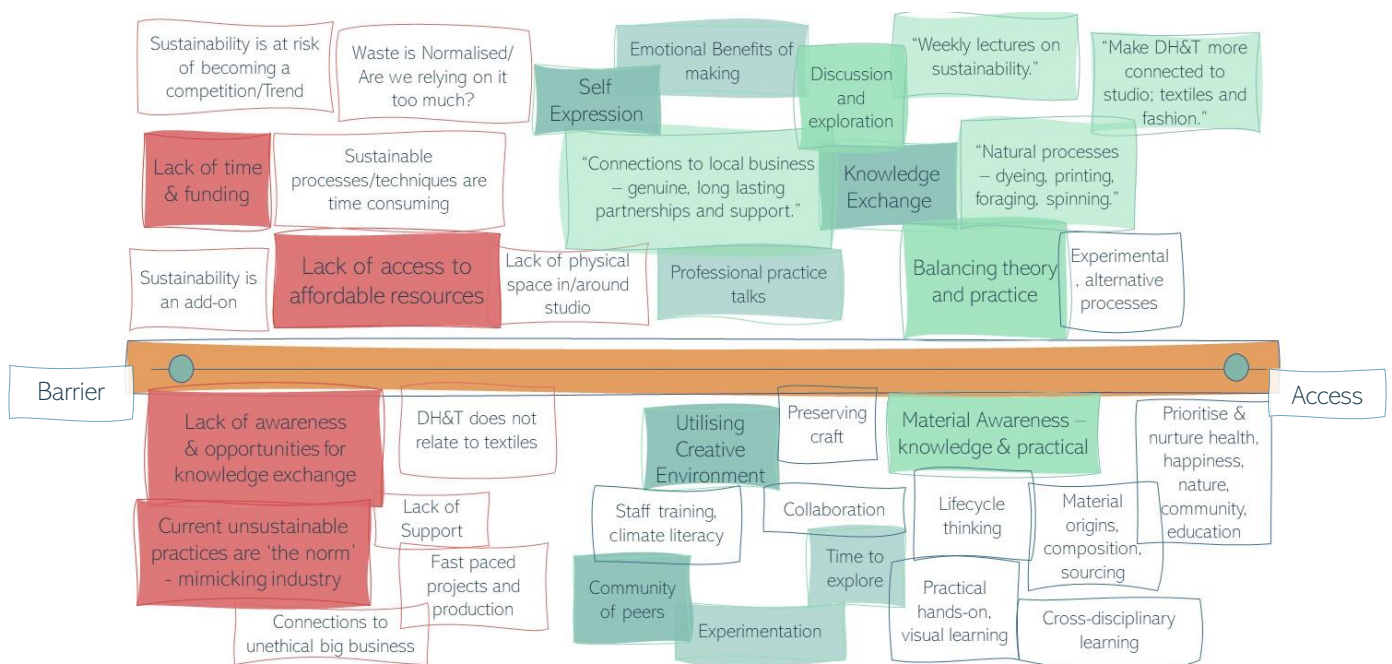 Sustainability is at risk
of becoming a
competition/Trend
Waste is Normalised/
Are we relying on it
too much?
Self
Expression
Emotional Benefits of
making
Discussion
and
exploration
“Weekly lectures on
sustainability.”
“Make DH&T more
connected to
studio; textiles and
fashion.”
Lack of time
& funding
Sustainable
processes/techniques are
time consuming
“Connections to local business
– genuine, long lasting
partnerships and support.”
Knowledge
Exchange
“Natural processes
– dyeing, printing,
foraging, spinning.”
Sustainability is
an add-on
Lack of access to
affordable resources
Lack of physical
space in/around
studio
Professional practice
talks
Balancing theory
and practice
Experimental
, alternative
processes
Barrier
Access
Lack of awareness
& opportunities for
knowledge exchange
DH&T does not
relate to textiles
Utilising
Creative
Environment
Preserving
craft
Material Awareness –
knowledge & practical
Prioritise &
nurture health,
happiness,
nature,
community,
education
Current unsustainable
practices are ‘the norm’
- mimicking industry
Lack of
Support
Fast paced
projects and
production
Connections to
unethical big business
Staff training,
climate literacy
Collaboration
Lifecycle
thinking
Material
origins,
composition,
sourcing
Community
of peers
Time to
explore
Experimentation
Practical
hands-on,
visual learning
Cross-disciplinary
learning